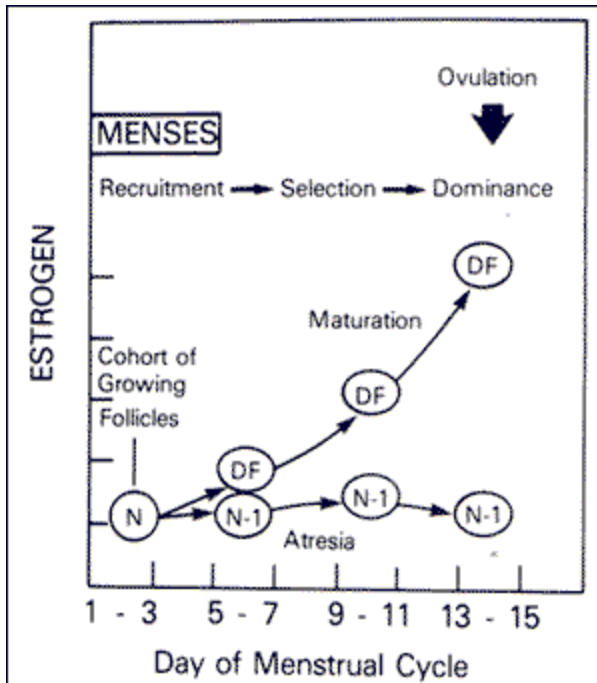 Ovulation
MENSES
Recruitment Selection Dominance
DF
Maturation
ESTROGEN
Cohort of
Growing
Follicles
DF
DF
N
N-1
N-1
N-1
Atresia
1 - 3 5 - 7 9 - 11 13 - 15
Day of Menstrual Cycle